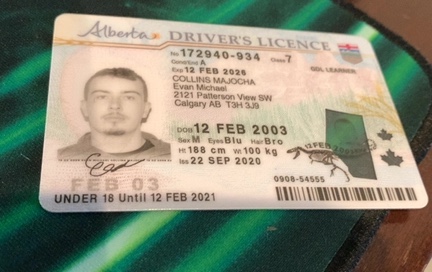 Alberta DRIVER'S LICENCE
No 172940-934 Class 7
Cond/End A GDL LEARNER
Exp 12 FEB 2026
COLLINS MAJOCHA
Evan Michael
2121 Patterson View SW
Calgary AB T3H 3J9
DOB 12 FEB 2003
Sex M Eyes Blu Hair Bro
Ht 188 cm Wt 100 kg
Iss 22 SEP 2020
FEB 03
0908-54555
UNDER 18 Until 12 FEB 2021